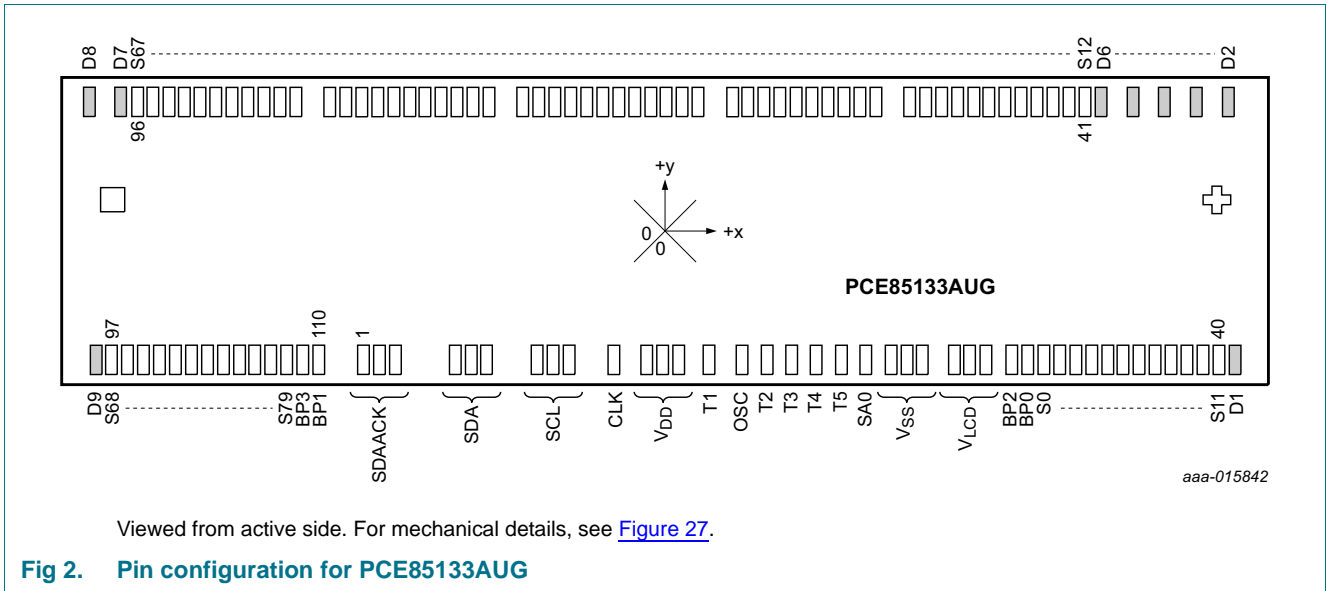 D8 D7 S67 S12 D6 D2
96 41
+y
0 +x
0
PCE85133AUG
97 110 1 40
D9 S68 S79 BP3 BP1 SDAACK SDA SCL CLK VDD T1 OSC T2 T3 T4 T5 SA0 VSS VLCD BP2 BP0 S0 S11 D1
aaa-015842
Viewed from active side. For mechanical details, see Figure 27.
Fig 2. Pin configuration for PCE85133AUG